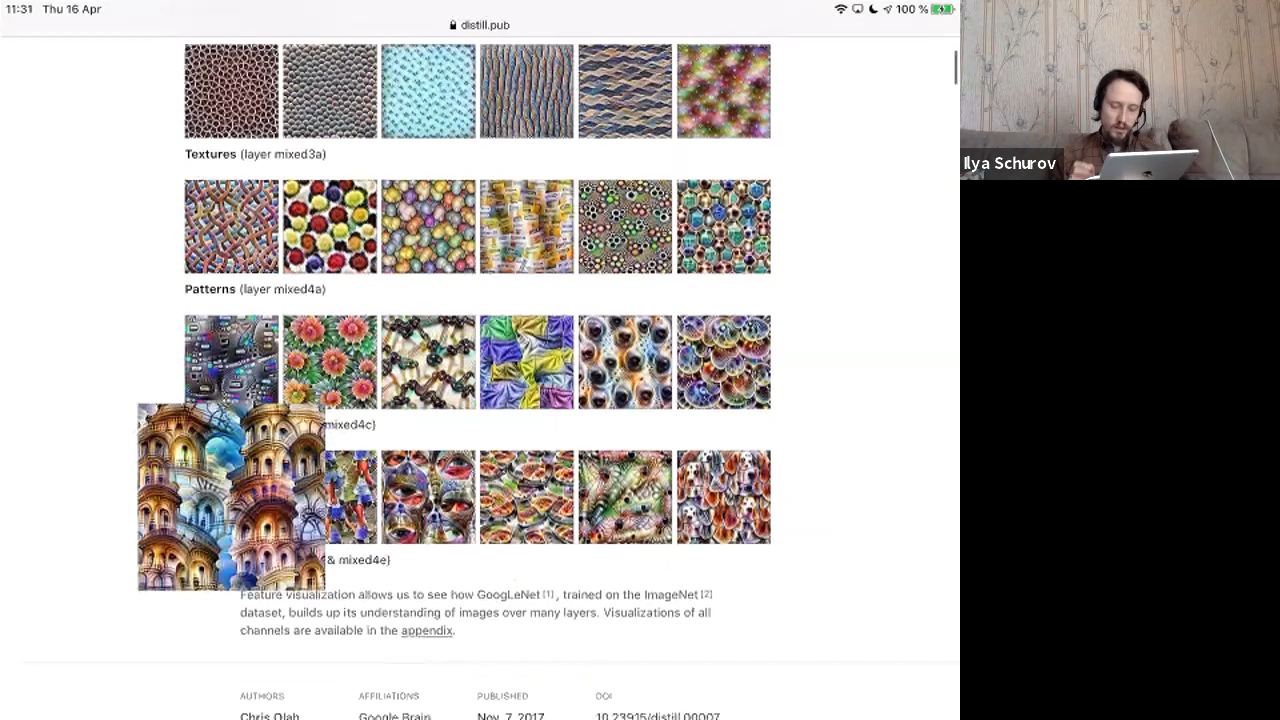 11:31 Thu 16 Apr
100 %
distill.pub
Textures (layer mixed3a)
Ilya Schurov
Patterns (layer mixed4a)
mixed4c)
& mixed4e)
Feature visualization allows us to see how GoogLeNet [1] , trained on the ImageNet [2]
dataset, builds up its understanding of images over many layers. Visualizations of all
channels are available in the appendix.
AUTHORS AFFILIATIONS PUBLISHED DOI
Chris Olah Google Brain Nov. 7, 2017 10.23915/distill.00007